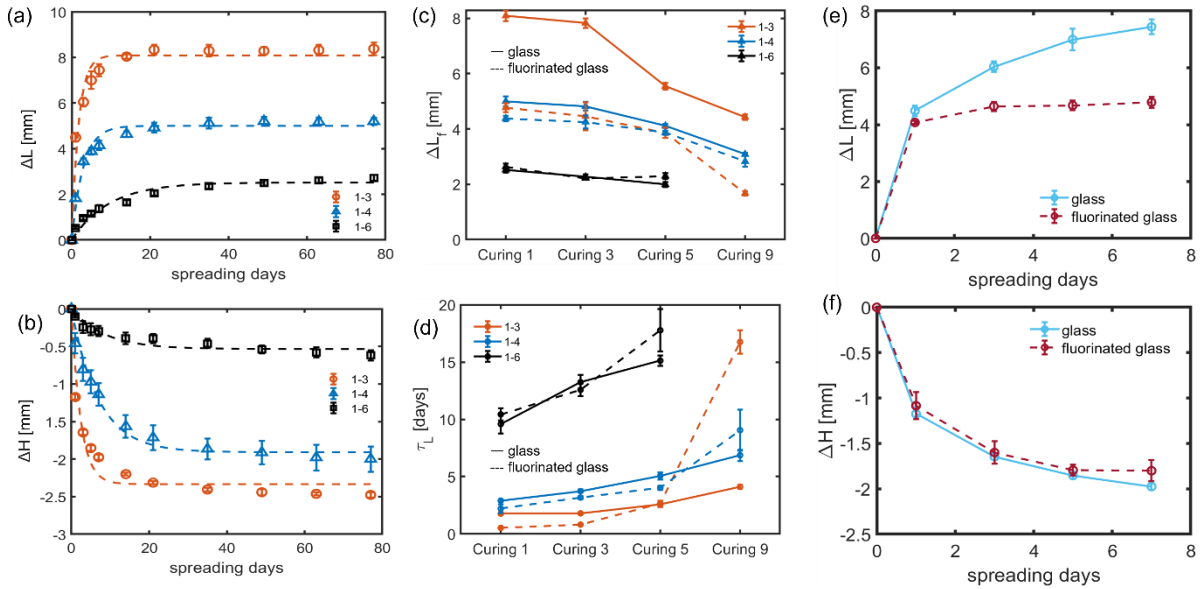 (a)
ΔL [mm]
10
8
6
4
2
0
0 20 40 60 80
spreading days
1-3
1-4
1-6
(c)
ΔLf [mm]
8
6
4
2
0
glass
fluorinated glass
1-3
1-4
1-6
Curing 1 Curing 3 Curing 5 Curing 9
(e)
ΔL [mm]
8
6
4
2
0
0 2 4 6 8
spreading days
glass
fluorinated glass
(b)
ΔH [mm]
0
-0.5
-1
-1.5
-2
-2.5
-3
0 20 40 60 80
spreading days
1-3
1-4
1-6
(d)
τL [days]
20
15
10
5
0
1-3
1-4
1-6
glass
fluorinated glass
Curing 1 Curing 3 Curing 5 Curing 9
(f)
ΔH [mm]
0
-0.5
-1
-1.5
-2
-2.5
0 2 4 6 8
spreading days
glass
fluorinated glass